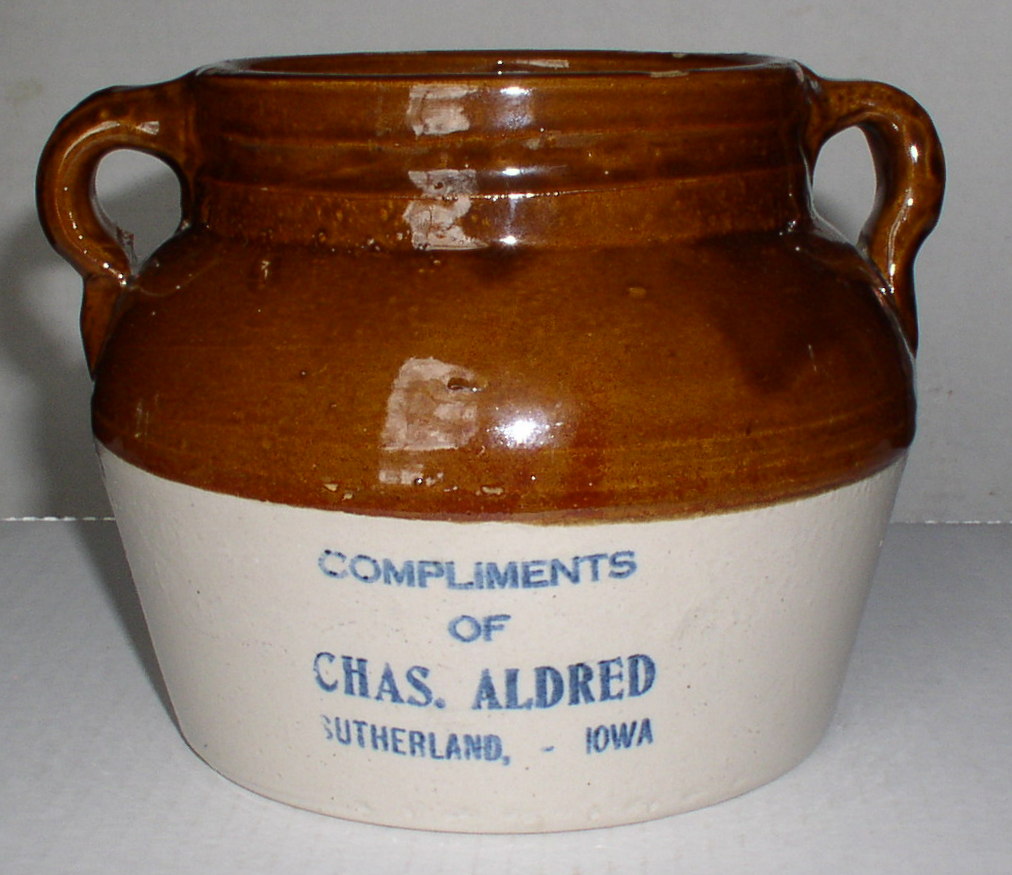 COMPLIMENTS
OF
CHAS. ALDRED
SUTHERLAND, - IOWA